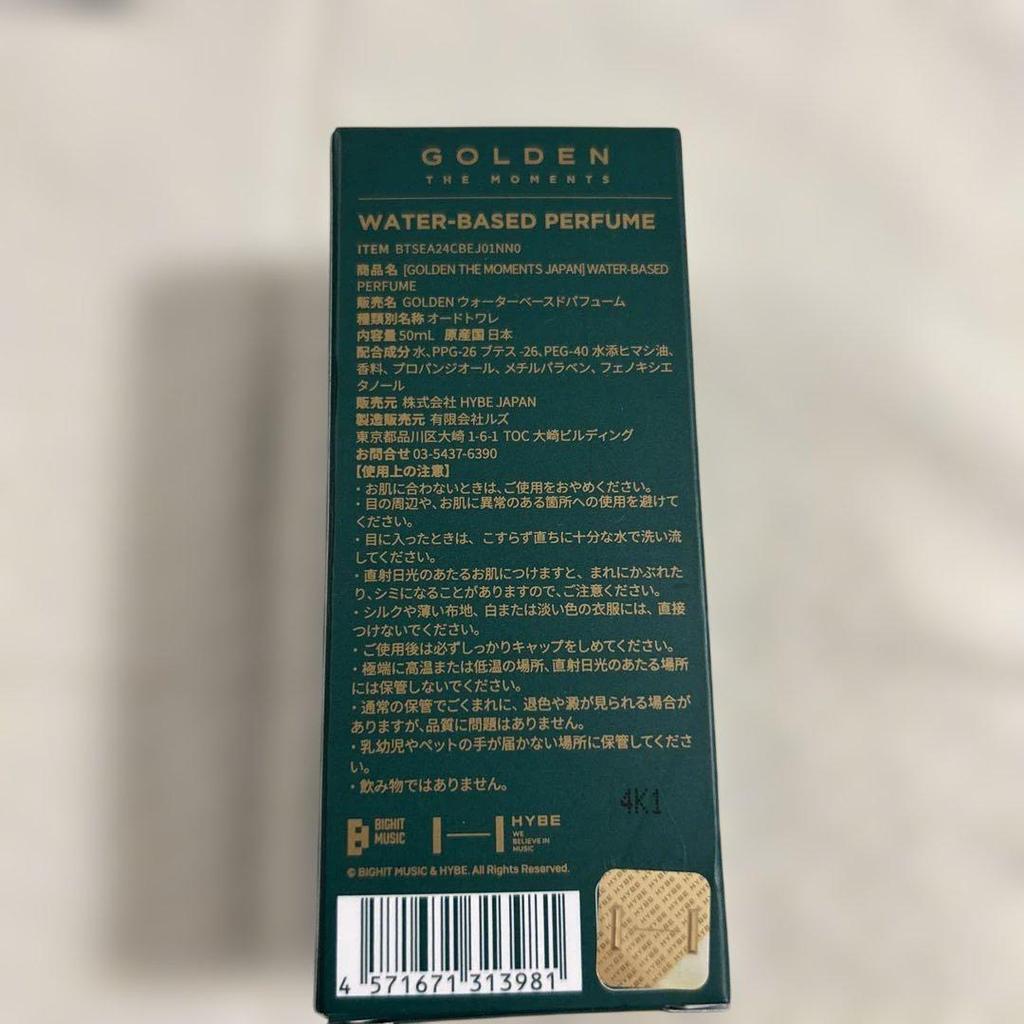 GOLDEN
THE MOMENTS
WATER-BASED PERFUME
ITEM BTSEA24CBEJ01NN0
商品名 [GOLDEN THE MOMENTS JAPAN] WATER-BASED
PERFUME
販売名 GOLDEN ウォーターベースドパフューム
種類別名称 オードトワレ
内容量 50mL 原産国 日本
配合成分 水、PPG-26 ブテス -26、PEG-40 水添ヒマシ油、
香料、プロパンジオール、メチルパラベン、フェノキシエ
タノール
販売元 株式会社 HYBE JAPAN
製造販売元 有限会社ルズ
東京都品川区大崎 1-6-1 TOC 大崎ビルディング
お問合せ 03-5437-6390
【使用上の注意】
・お肌に合わないときは、ご使用をおやめください。
・目の周辺や、お肌に異常のある箇所への使用を避けて
ください。
・目に入ったときは、こすらず直ちに十分な水で洗い流
してください。
・直射日光のあたるお肌につけますと、まれにかぶれた
り、シミになることがありますので、ご注意ください。
・シルクや薄い布地、白または淡い色の衣服には、直接
つけないでください。
・ご使用後は必ずしっかりキャップをしめてください。
・極端に高温または低温の場所、直射日光のあたる場所
には保管しないでください。
・通常の保管でごくまれに、退色や澱が見られる場合が
ありますが、品質に問題はありません。
・乳幼児やペットの手が届かない場所に保管してくださ
い。
・飲み物ではありません。
4K1
BIGHIT
MUSIC
HYBE
WE
BELIEVE IN
MUSIC
© BIGHIT MUSIC & HYBE. All Rights Reserved.
4 571671 313981
HYBE HYBE HYBE HYBE